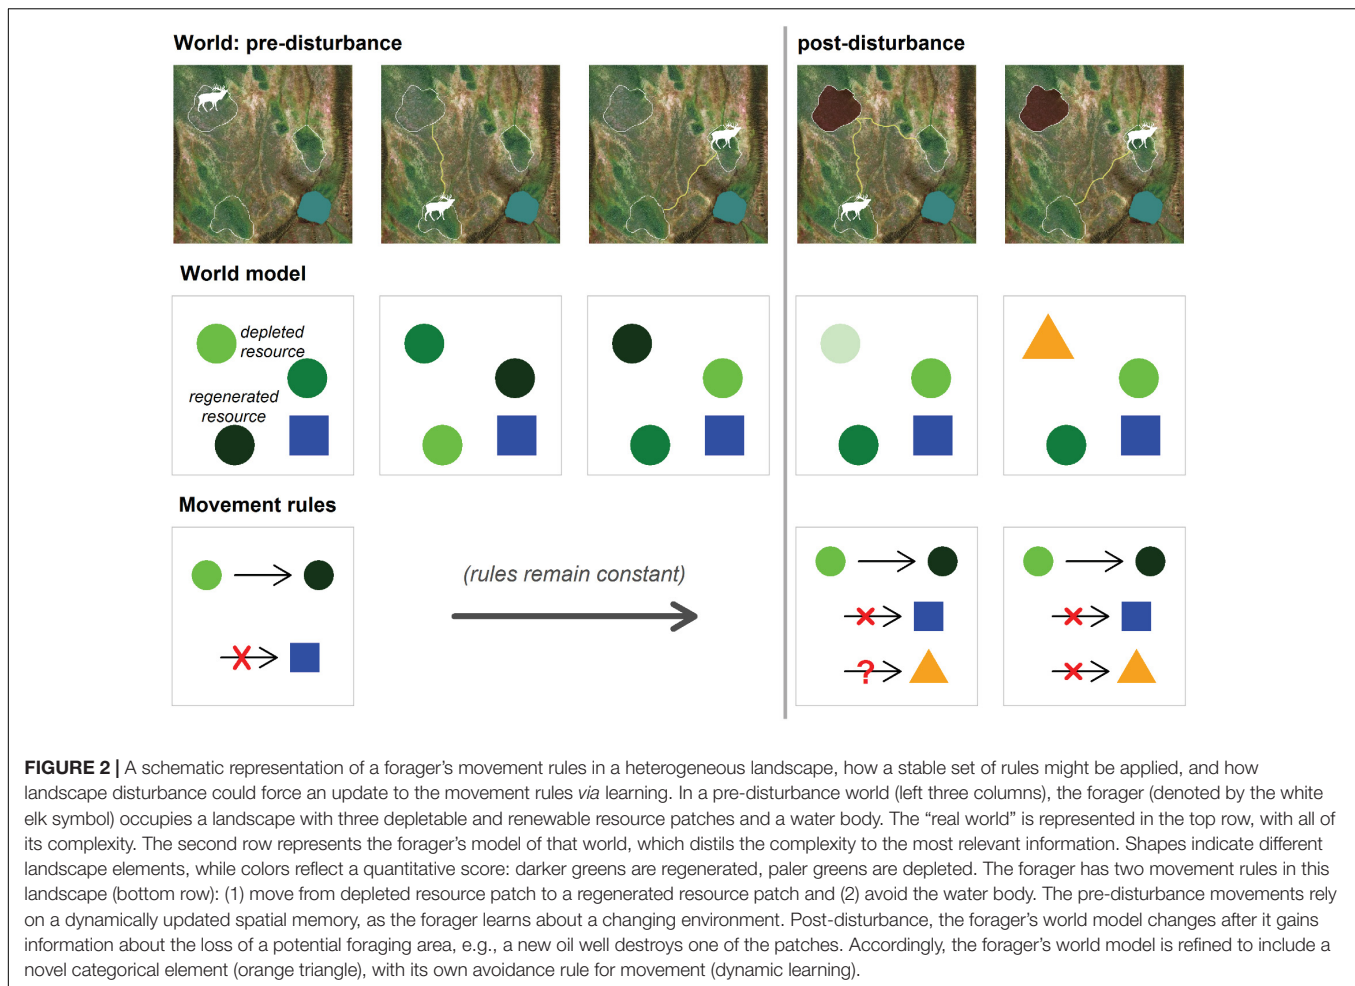 World: pre-disturbance
post-disturbance
World model
depleted
resource
regenerated
resource
Movement rules
(rules remain constant)
?
FIGURE 2 | A schematic representation of a forager's movement rules in a heterogeneous landscape, how a stable set of rules might be applied, and how
landscape disturbance could force an update to the movement rules via learning. In a pre-disturbance world (left three columns), the forager (denoted by the white
elk symbol) occupies a landscape with three depletable and renewable resource patches and a water body. The “real world” is represented in the top row, with all of
its complexity. The second row represents the forager's model of that world, which distils the complexity to the most relevant information. Shapes indicate different
landscape elements, while colors reflect a quantitative score: darker greens are regenerated, paler greens are depleted. The forager has two movement rules in this
landscape (bottom row): (1) move from depleted resource patch to a regenerated resource patch and (2) avoid the water body. The pre-disturbance movements rely
on a dynamically updated spatial memory, as the forager learns about a changing environment. Post-disturbance, the forager's world model changes after it gains
information about the loss of a potential foraging area, e.g., a new oil well destroys one of the patches. Accordingly, the forager's world model is refined to include a
novel categorical element (orange triangle), with its own avoidance rule for movement (dynamic learning).